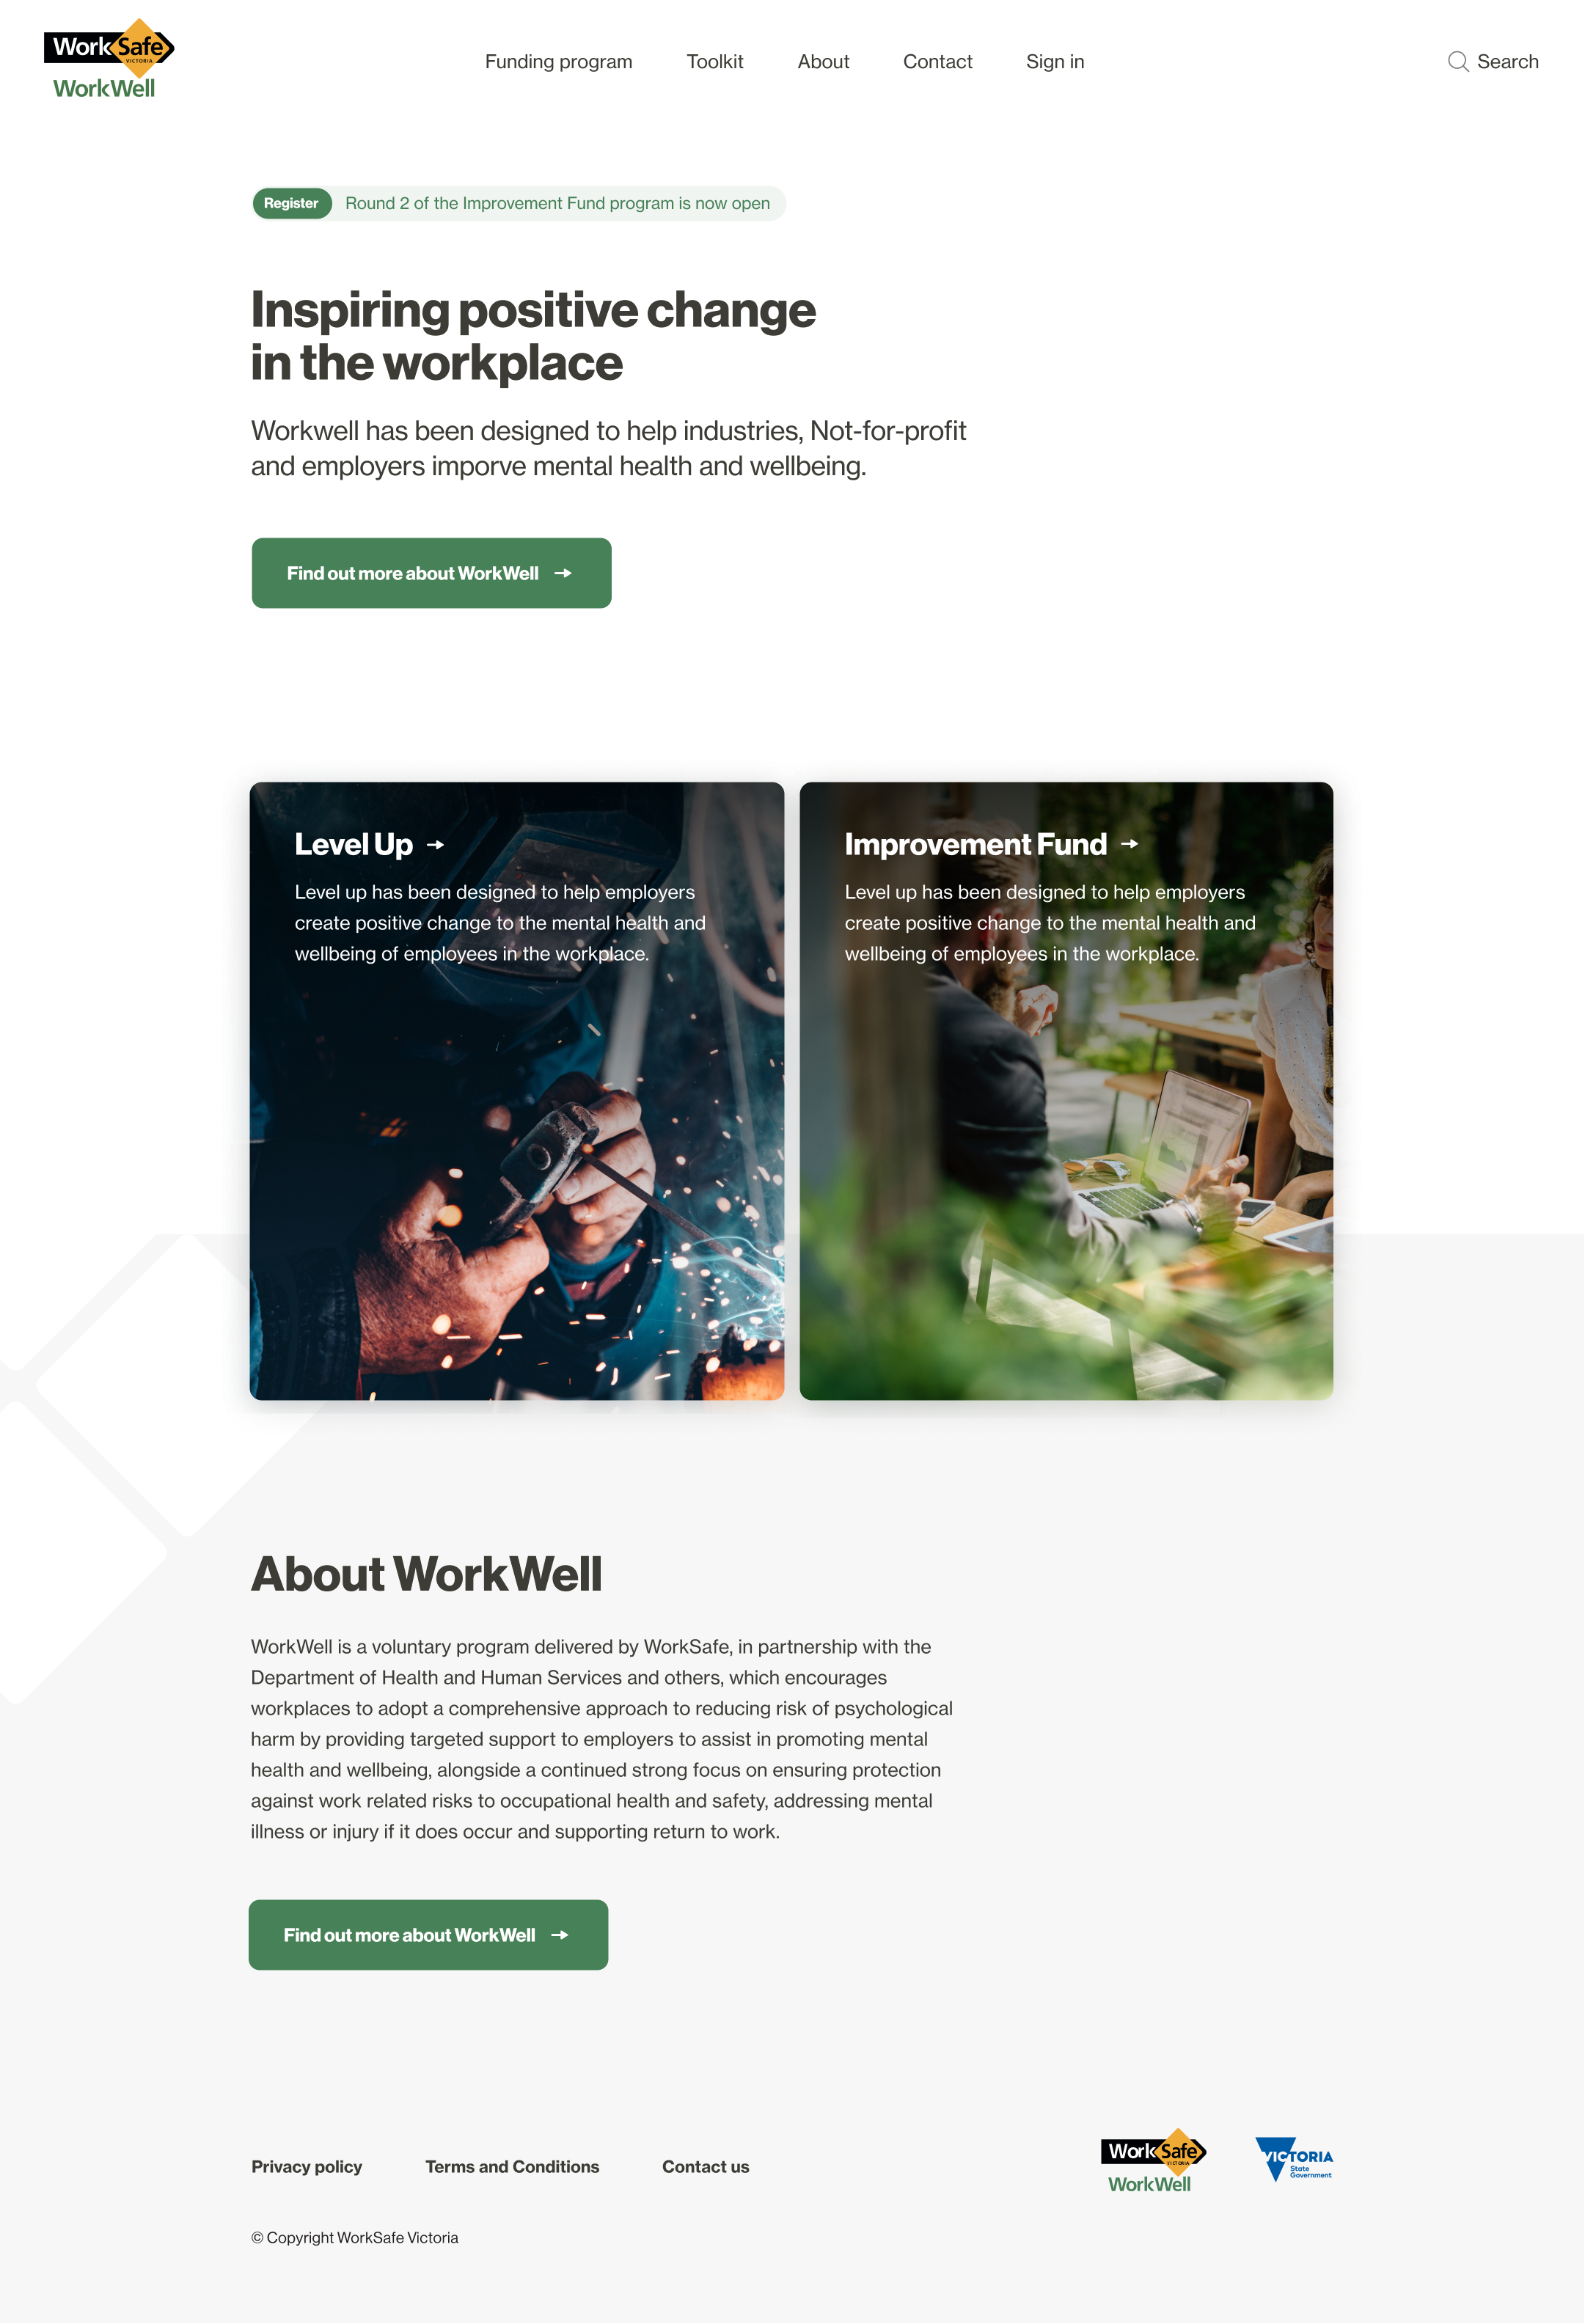 WorkSafe
VICTORIA
WorkWell
Funding program
Toolkit
About
Contact
Sign in
Search
Register
Round 2 of the Improvement Fund program is now open
Inspiring positive change
in the workplace
Workwell has been designed to help industries, Not-for-profit
and employers imporve mental health and wellbeing.
Find out more about WorkWell
Level Up
Level up has been designed to help employers
create positive change to the mental health and
wellbeing of employees in the workplace.
Improvement Fund
Level up has been designed to help employers
create positive change to the mental health and
wellbeing of employees in the workplace.
About WorkWell
WorkWell is a voluntary program delivered by WorkSafe, in partnership with the
Department of Health and Human Services and others, which encourages
workplaces to adopt a comprehensive approach to reducing risk of psychological
harm by providing targeted support to employers to assist in promoting mental
health and wellbeing, alongside a continued strong focus on ensuring protection
against work related risks to occupational health and safety, addressing mental
illness or injury if it does occur and supporting return to work.
Find out more about WorkWell
Privacy policy
Terms and Conditions
Contact us
WorkSafe
VICTORIA
WorkWell
VICTORIA
State
Government
© Copyright WorkSafe Victoria